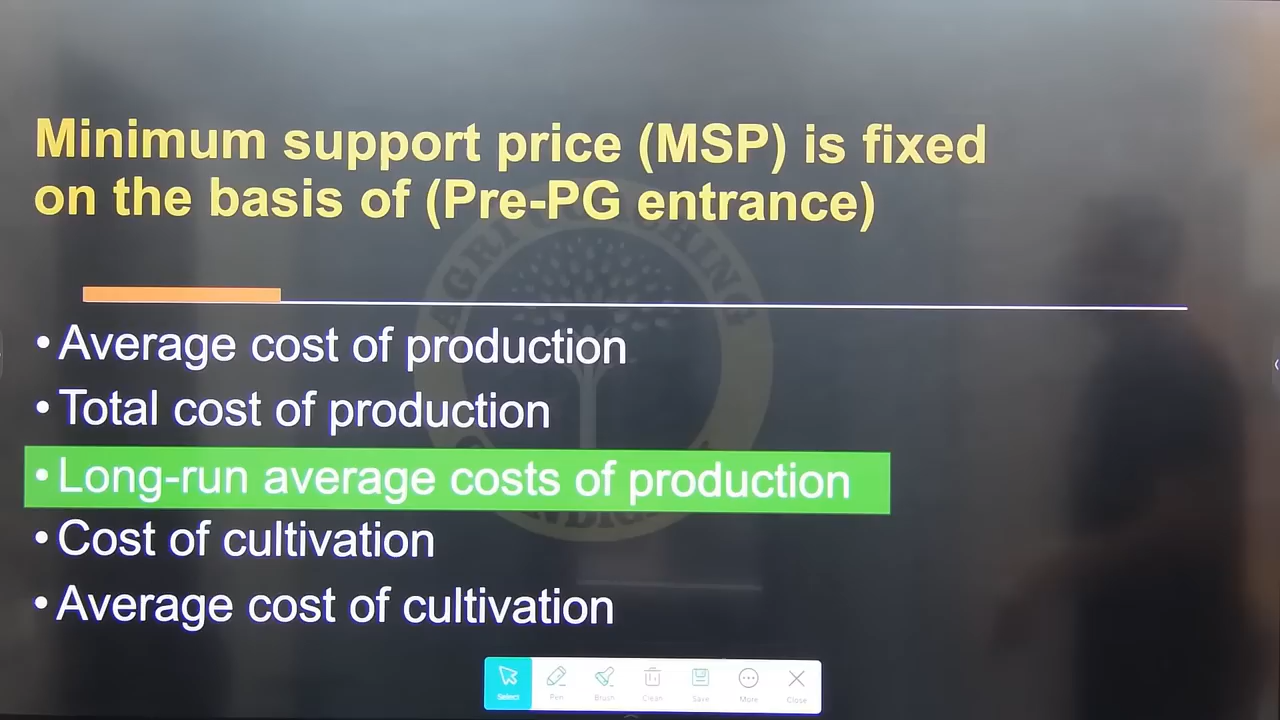 Minimum support price (MSP) is fixed
on the basis of (Pre-PG entrance)
• Average cost of production
• Total cost of production
• Long-run average costs of production
• Cost of cultivation
• Average cost of cultivation
Select Pen Brush Clean Save More Close